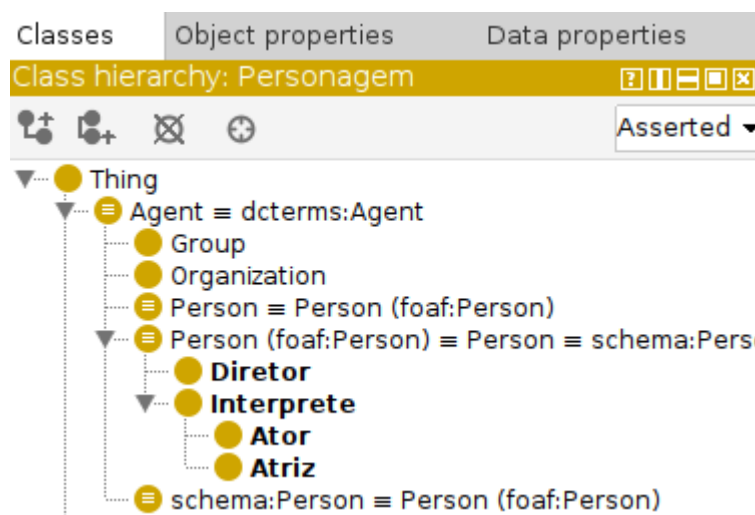 Classes Object properties Data properties
Class hierarchy: Personagem
Asserted
Thing
Agent ≡ dcterms:Agent
Group
Organization
Person ≡ Person (foaf:Person)
Person (foaf:Person) ≡ Person ≡ schema:Pers
Diretor
Interprete
Ator
Atriz
schema:Person ≡ Person (foaf:Person)